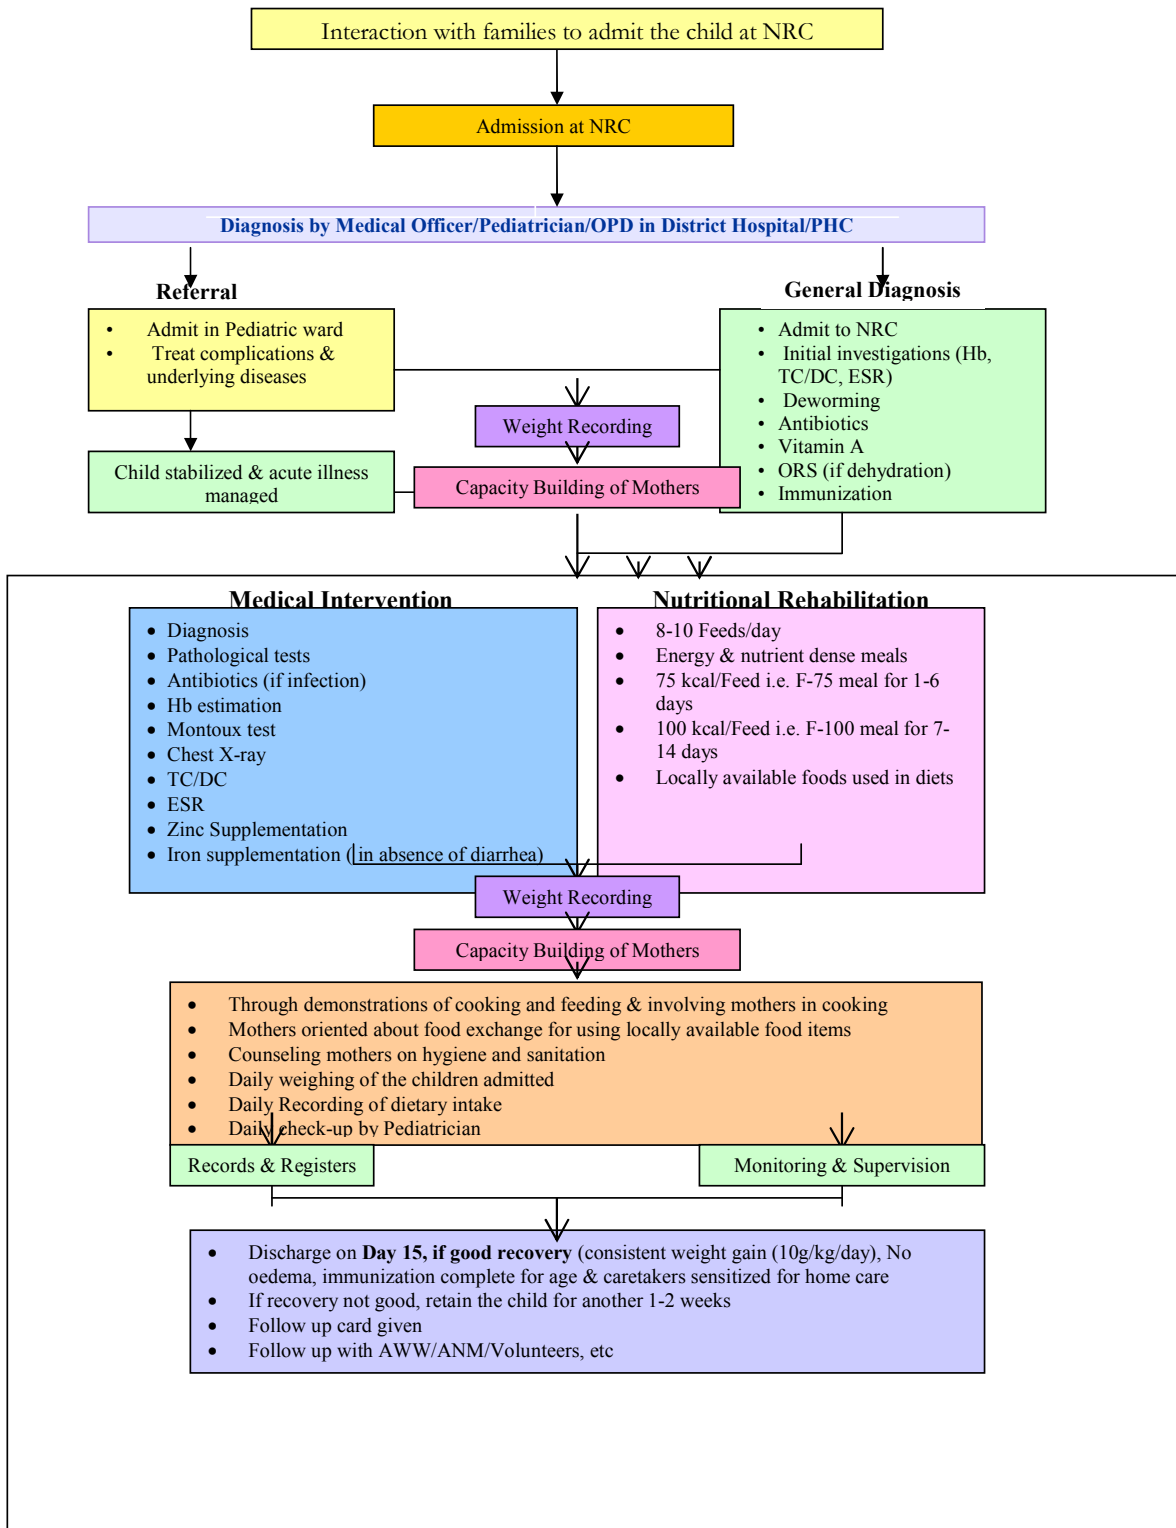 Interaction with families to admit the child at NRC
Admission at NRC
Diagnosis by Medical Officer/Pediatrician/OPD in District Hospital/PHC
Referral
• Admit in Pediatric ward
• Treat complications &
underlying diseases
General Diagnosis
• Admit to NRC
• Initial investigations (Hb,
TC/DC, ESR)
• Deworming
• Antibiotics
• Vitamin A
• ORS (if dehydration)
• Immunization
Weight Recording
Child stabilized & acute illness
managed
Capacity Building of Mothers
Medical Intervention
• Diagnosis
• Pathological tests
• Antibiotics (if infection)
• Hb estimation
• Montoux test
• Chest X-ray
• TC/DC
• ESR
• Zinc Supplementation
• Iron supplementation ( in absence of diarrhea)
Nutritional Rehabilitation
• 8-10 Feeds/day
• Energy & nutrient dense meals
• 75 kcal/Feed i.e. F-75 meal for 1-6
days
• 100 kcal/Feed i.e. F-100 meal for 7-
14 days
• Locally available foods used in diets
Weight Recording
Capacity Building of Mothers
• Through demonstrations of cooking and feeding & involving mothers in cooking
• Mothers oriented about food exchange for using locally available food items
• Counseling mothers on hygiene and sanitation
• Daily weighing of the children admitted
• Daily Recording of dietary intake
• Daily check-up by Pediatrician
Records & Registers
Monitoring & Supervision
• Discharge on Day 15, if good recovery (consistent weight gain (10g/kg/day), No
oedema, immunization complete for age & caretakers sensitized for home care
• If recovery not good, retain the child for another 1-2 weeks
• Follow up card given
• Follow up with AWW/ANM/Volunteers, etc